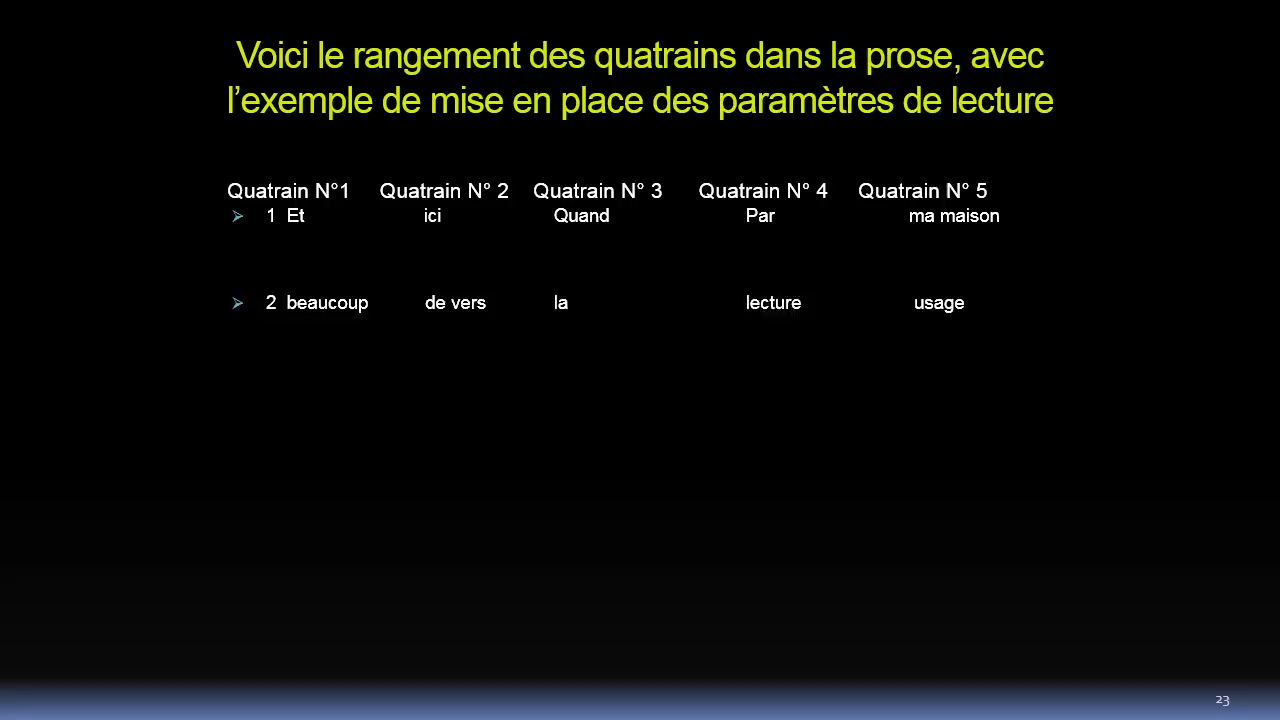 Voici le rangement des quatrains dans la prose, avec
l’exemple de mise en place des paramètres de lecture
Quatrain N°1 Quatrain N° 2 Quatrain N° 3 Quatrain N° 4 Quatrain N° 5
➢ 1 Et ici Quand Par ma maison
➢ 2 beaucoup de vers la lecture usage
23